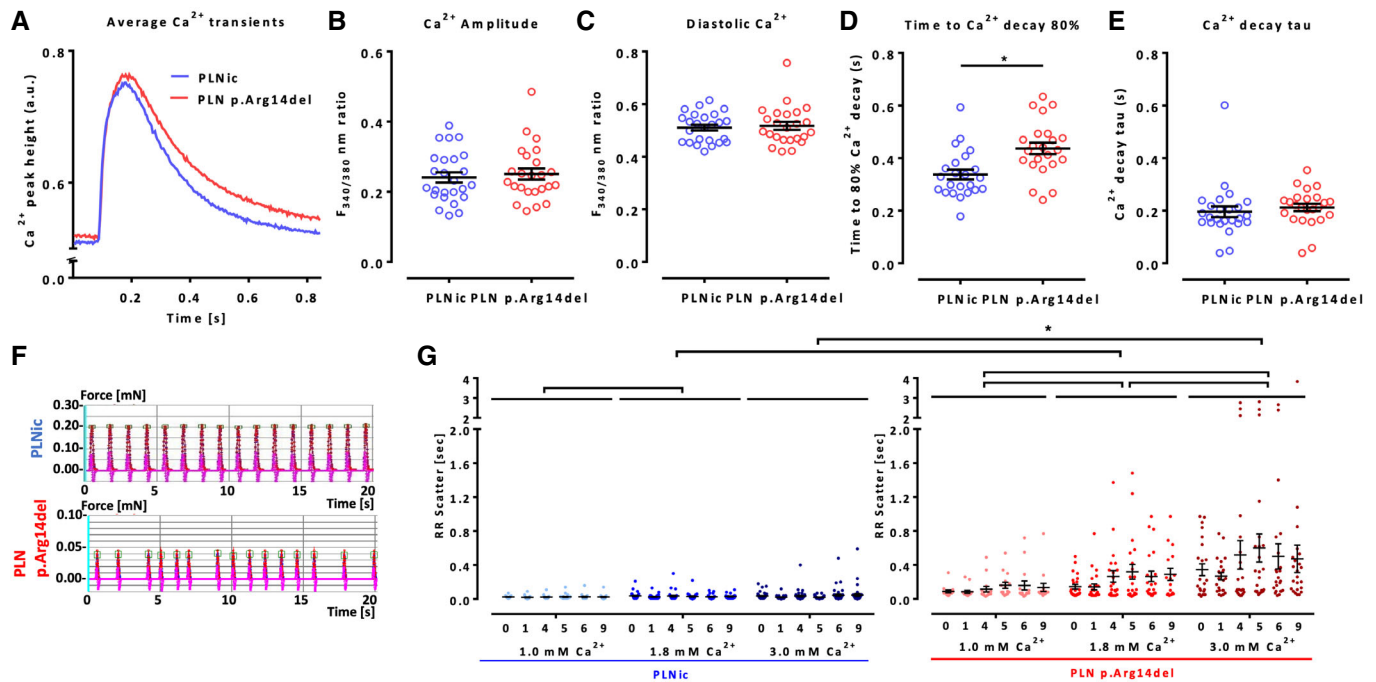 A
Average Ca2+ transients
Ca2+ peak height (a.u.)
0.8
0.6
0.0
0.2 0.4 0.6 0.8
Time [s]
PLNic
PLN p.Arg14del
B
Ca2+ Amplitude
F340/380 nm ratio
0.6
0.4
0.2
0.0
PLNic PLN p.Arg14del
C
Diastolic Ca2+
F340/380 nm ratio
0.8
0.6
0.4
0.2
0.0
PLNic PLN p.Arg14del
D
Time to Ca2+ decay 80%
Time to 80% Ca2+ decay (s)
0.8
0.6
0.4
0.2
0.0
*
PLNic PLN p.Arg14del
E
Ca2+ decay tau
Ca2+ decay tau (s)
0.8
0.6
0.4
0.2
0.0
PLNic PLN p.Arg14del
F
PLNic
Force [mN]
0.30
0.20
0.10
0.00
0 5 10 15 20
Time [s]
PLN
p.Arg14del
Force [mN]
0.10
0.05
0.00
0 5 10 15 20
Time [s]
G
*
RR Scatter [sec]
4
3
2
2.0
1.6
1.2
0.8
0.4
0.0
0 1 4 5 6 9 0 1 4 5 6 9 0 1 4 5 6 9
1.0 mM Ca2+ 1.8 mM Ca2+ 3.0 mM Ca2+
PLNic
RR Scatter [sec]
4
3
2
2.0
1.6
1.2
0.8
0.4
0.0
0 1 4 5 6 9 0 1 4 5 6 9 0 1 4 5 6 9
1.0 mM Ca2+ 1.8 mM Ca2+ 3.0 mM Ca2+
PLN p.Arg14del